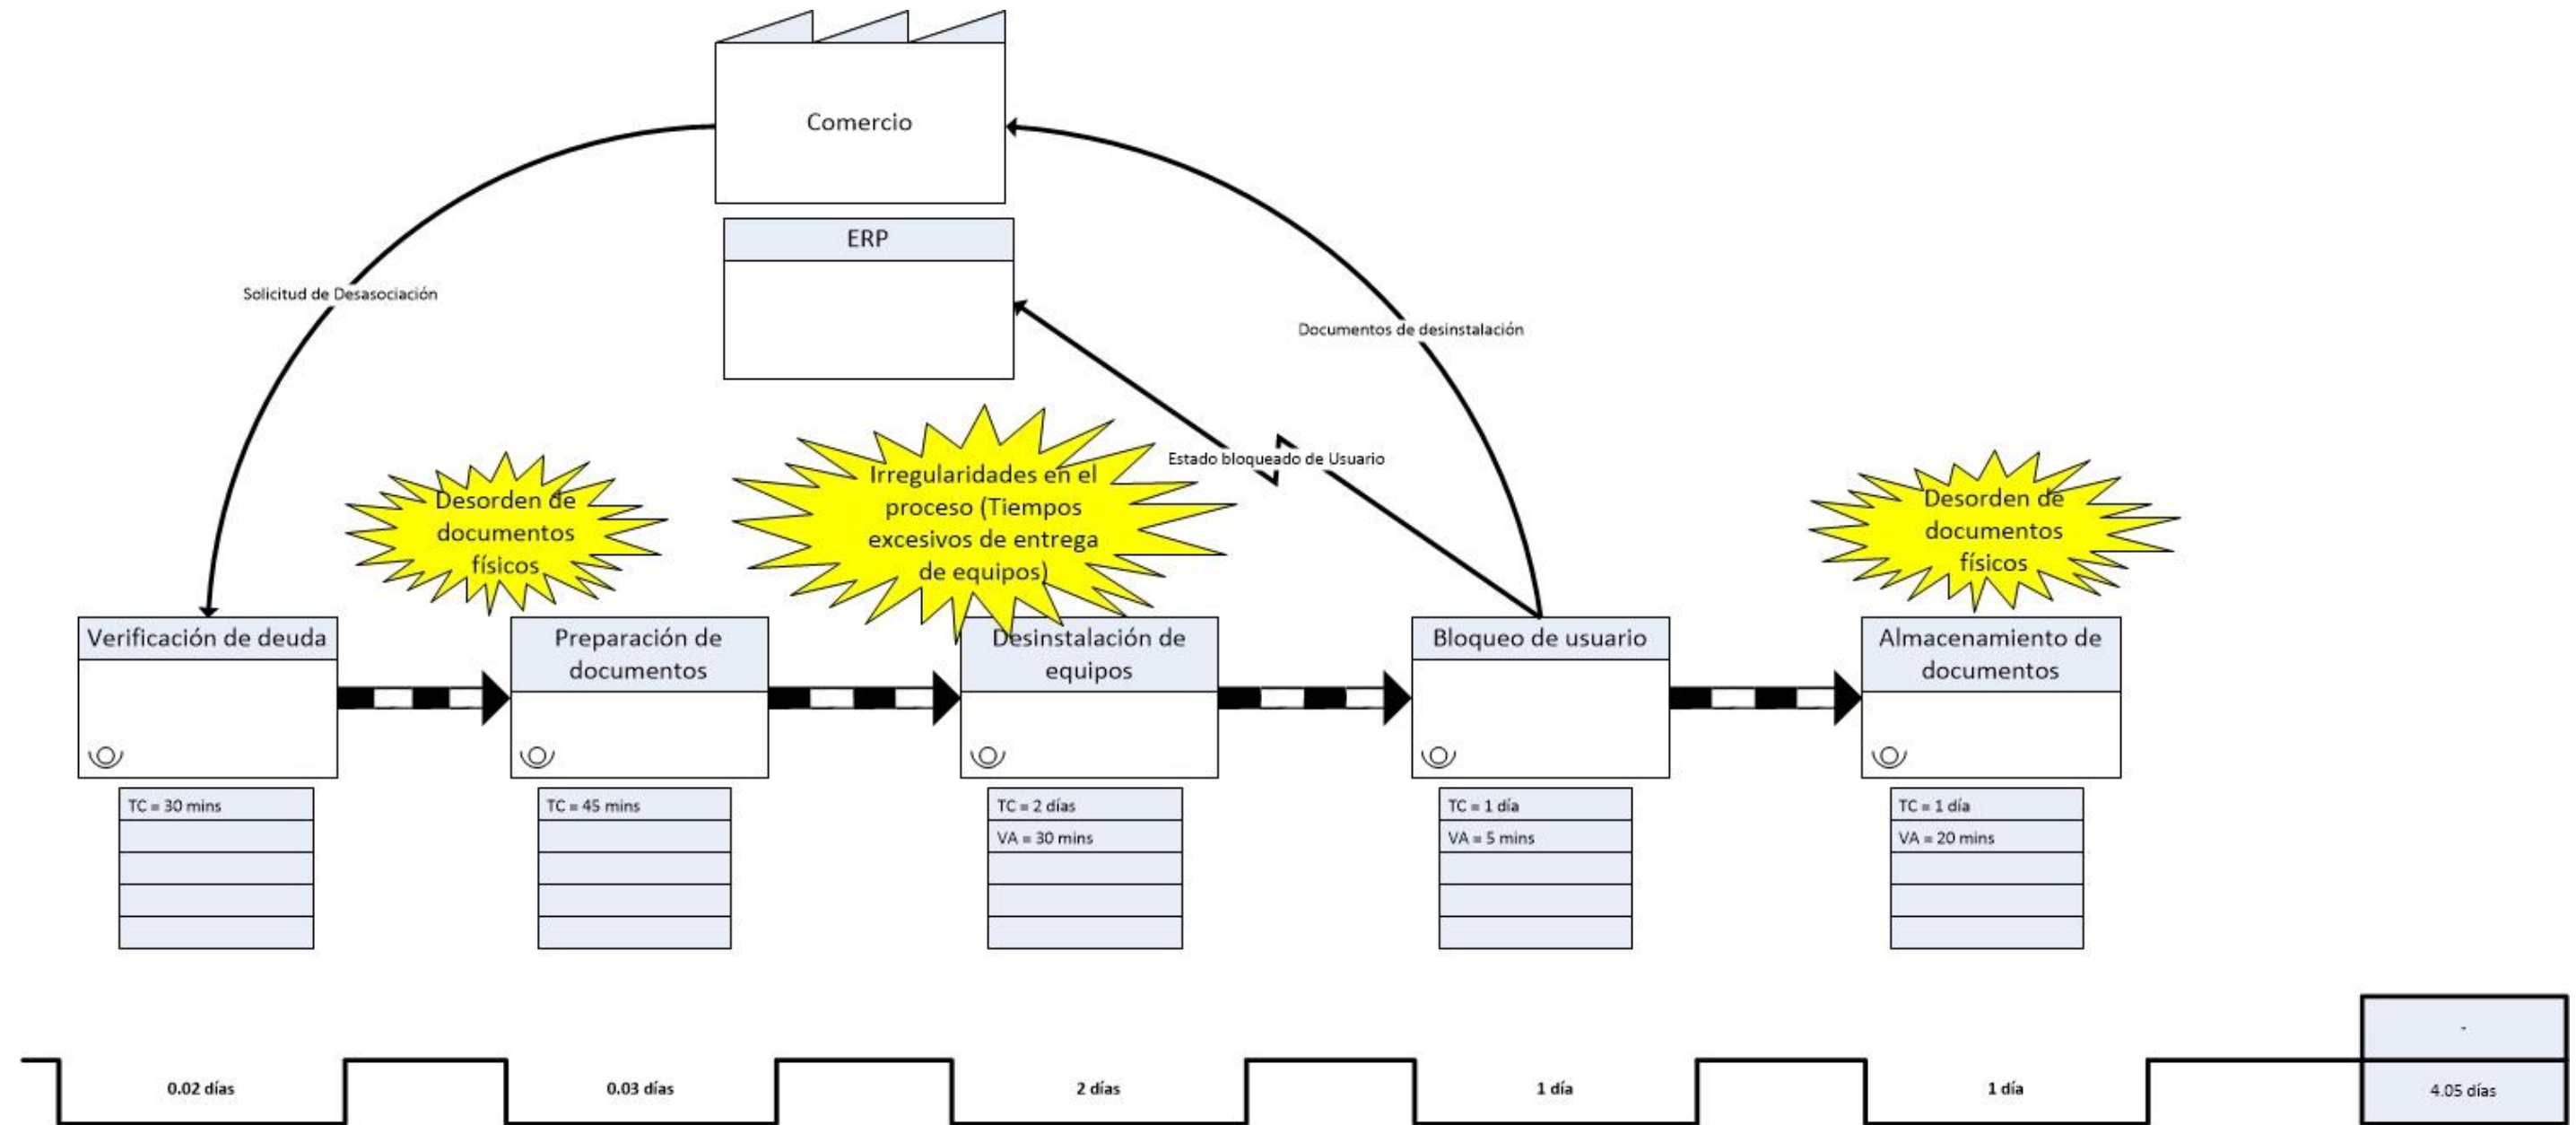 Comercio
ERP
Solicitud de Desasociación
Documentos de desinstalación
Estado bloqueado de Usuario
Desorden de
documentos
físicos
Irregularidades en el
proceso (Tiempos
excesivos de entrega
de equipos)
Desorden de
documentos
físicos
Verificación de deuda
Preparación de
documentos
Desinstalación de
equipos
Bloqueo de usuario
Almacenamiento de
documentos
TC = 30 mins
TC = 45 mins
TC = 2 días
VA = 30 mins
TC = 1 día
VA = 5 mins
TC = 1 día
VA = 20 mins
-
0.02 días
0.03 días
2 días
1 día
1 día
4.05 días